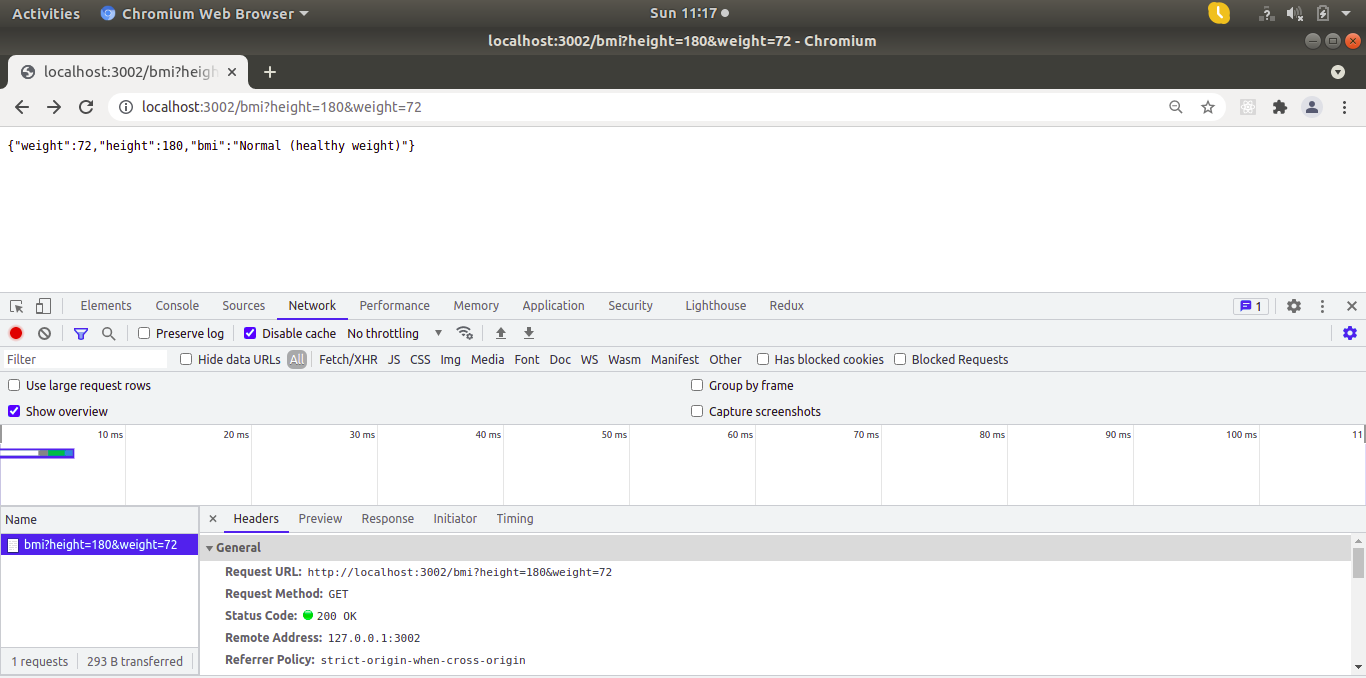 Activities Chromium Web Browser Sun 11:17
localhost:3002/bmi?height=180&weight=72 - Chromium
localhost:3002/bmi?heigh
localhost:3002/bmi?height=180&weight=72
{"weight":72,"height":180,"bmi":"Normal (healthy weight)"}
Elements Console Sources Network Performance Memory Application Security Lighthouse Redux 1
Preserve log Disable cache No throttling
Filter Hide data URLs All Fetch/XHR JS CSS Img Media Font Doc WS Wasm Manifest Other Has blocked cookies Blocked Requests
Use large request rows Group by frame
Show overview Capture screenshots
10 ms 20 ms 30 ms 40 ms 50 ms 60 ms 70 ms 80 ms 90 ms 100 ms 11
Name Headers Preview Response Initiator Timing
bmi?height=180&weight=72 General
Request URL: http://localhost:3002/bmi?height=180&weight=72
Request Method: GET
Status Code: 200 OK
Remote Address: 127.0.0.1:3002
1 requests 293 B transferred Referrer Policy: strict-origin-when-cross-origin